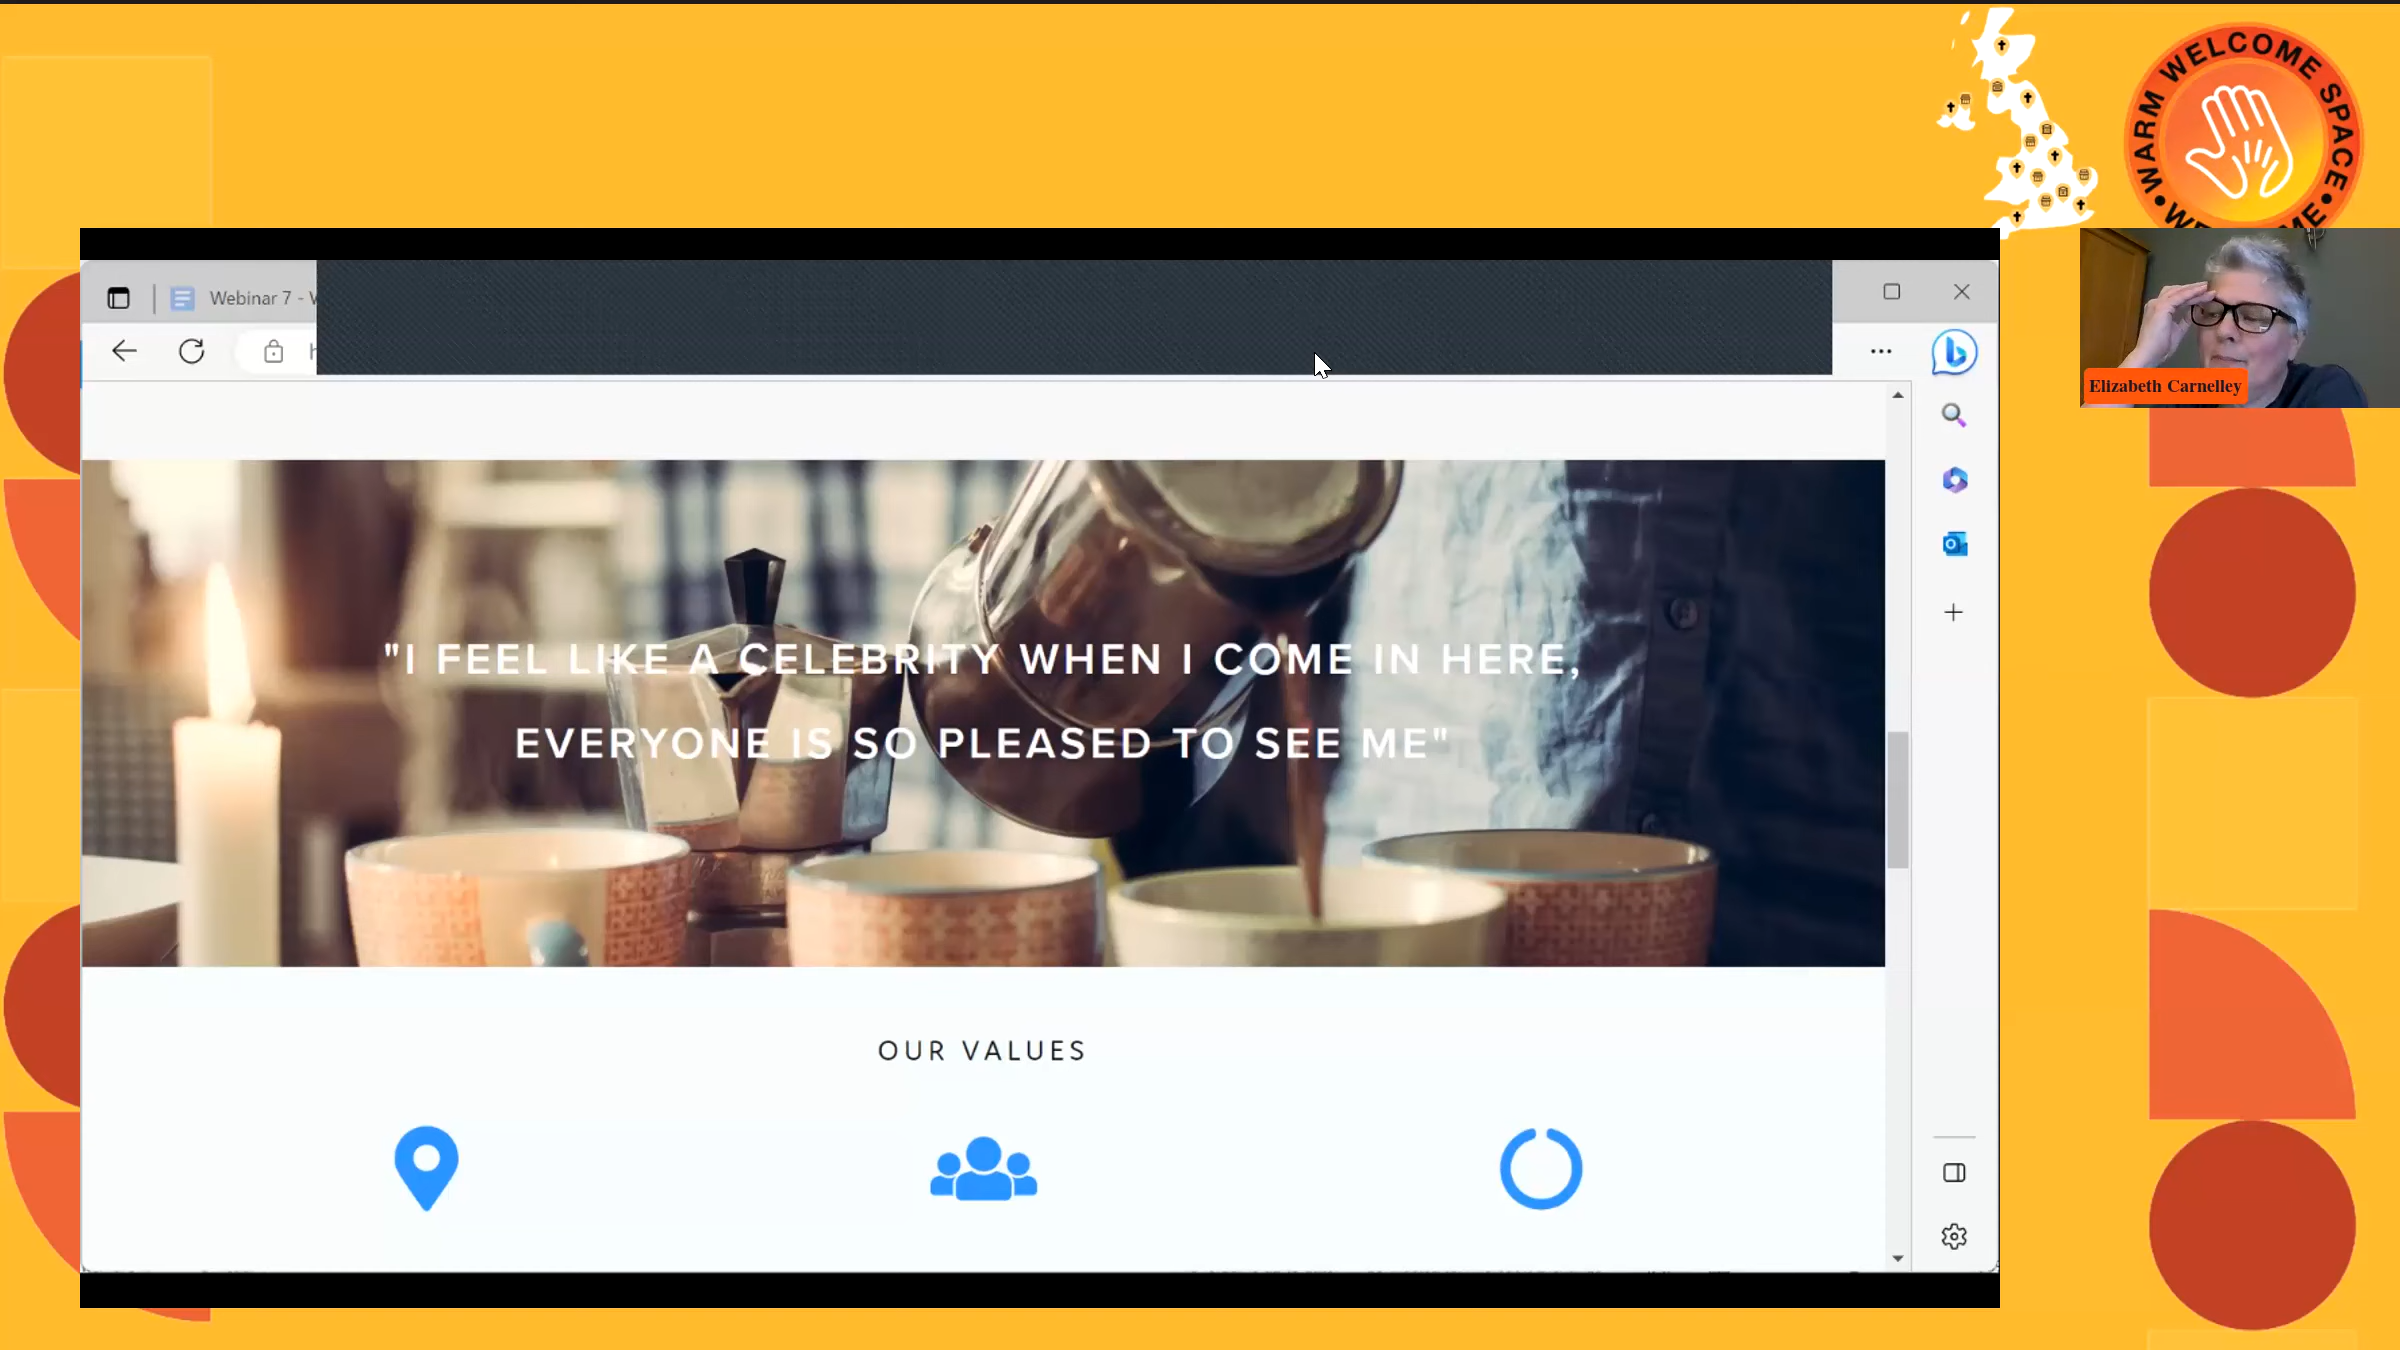 WARM WELCOME SPACE
Webinar 7 -
Elizabeth Carnelley
"I FEEL LIKE A CELEBRITY WHEN I COME IN HERE,
EVERYONE IS SO PLEASED TO SEE ME"
OUR VALUES